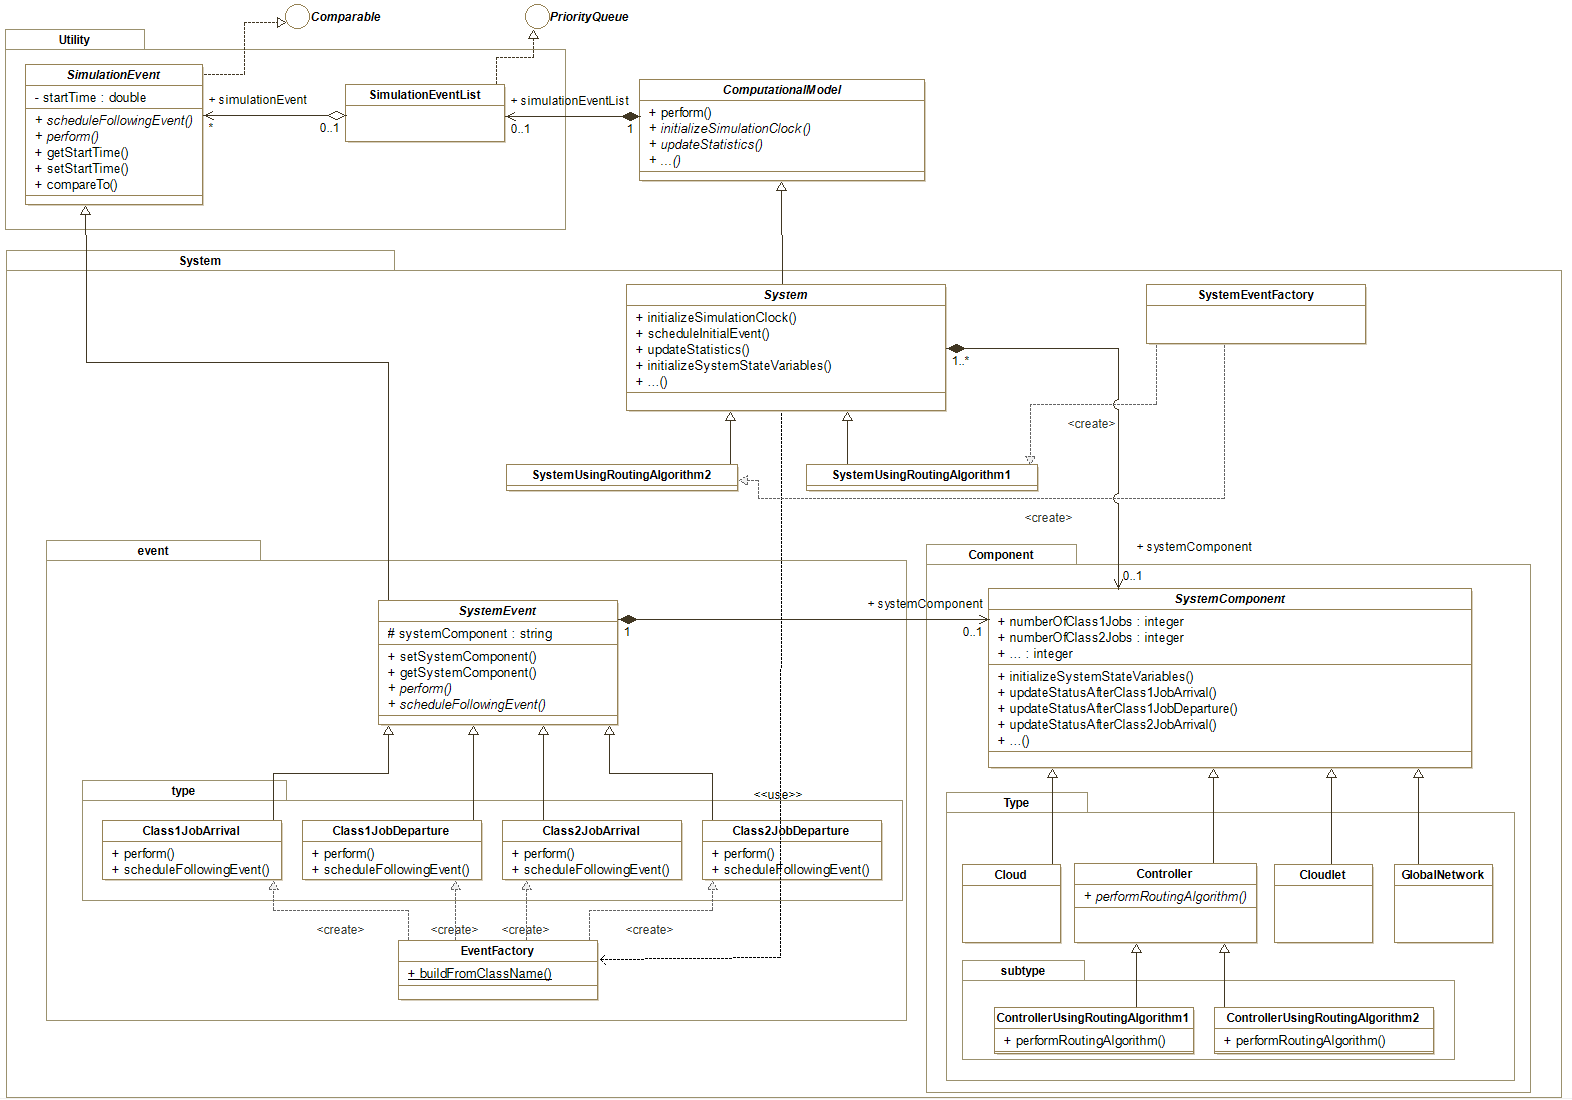 Comparable
PriorityQueue
Utility
SimulationEvent
- startTime : double
+ scheduleFollowingEvent()
+ perform()
+ getStartTime()
+ setStartTime()
+ compareTo()
+ simulationEvent
*
0..1
SimulationEventList
+ simulationEventList
0..1
1
ComputationalModel
+ perform()
+ initializeSimulationClock()
+ updateStatistics()
+ ...()
System
System
+ initializeSimulationClock()
+ scheduleInitialEvent()
+ updateStatistics()
+ initializeSystemStateVariables()
+ ...()
1..*
SystemEventFactory
<create>
SystemUsingRoutingAlgorithm2
SystemUsingRoutingAlgorithm1
<create>
+ systemComponent
0..1
event
SystemEvent
# systemComponent : string
+ setSystemComponent()
+ getSystemComponent()
+ perform()
+ scheduleFollowingEvent()
1
+ systemComponent
0..1
Component
SystemComponent
+ numberOfClass1Jobs : integer
+ numberOfClass2Jobs : integer
+ ... : integer
+ initializeSystemStateVariables()
+ updateStatusAfterClass1JobArrival()
+ updateStatusAfterClass1JobDeparture()
+ updateStatusAfterClass2JobArrival()
+ ...()
type
<<use>>
Class1JobArrival
+ perform()
+ scheduleFollowingEvent()
Class1JobDeparture
+ perform()
+ scheduleFollowingEvent()
Class2JobArrival
+ perform()
+ scheduleFollowingEvent()
Class2JobDeparture
+ perform()
+ scheduleFollowingEvent()
<create>
<create>
<create>
<create>
EventFactory
+ buildFromClassName()
Type
Cloud
Controller
+ performRoutingAlgorithm()
Cloudlet
GlobalNetwork
subtype
ControllerUsingRoutingAlgorithm1
+ performRoutingAlgorithm()
ControllerUsingRoutingAlgorithm2
+ performRoutingAlgorithm()